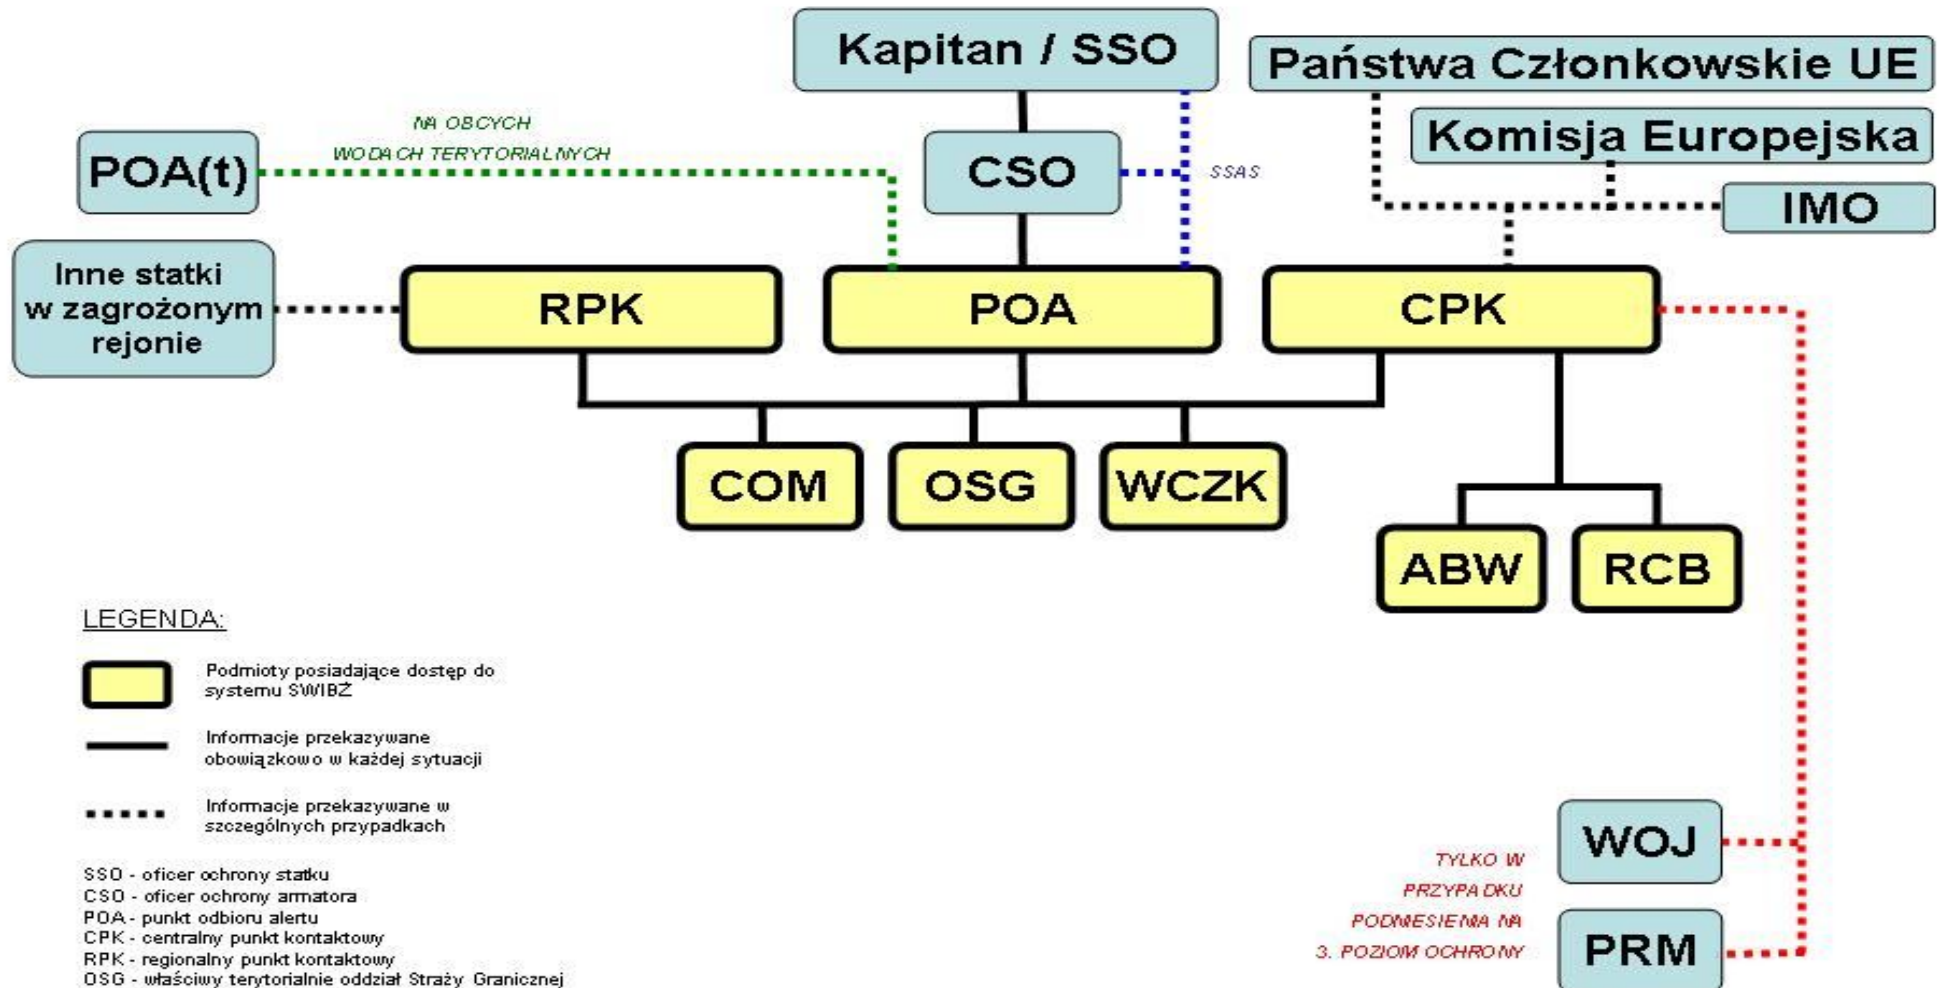 Kapitan / SSO
Państwa Członkowskie UE
NA OBCYCH
WODACH TERYTORIALNYCH
Komisja Europejska
POA(t)
CSO
SSAS
IMO
Inne statki
w zagrożonym
rejonie
RPK
POA
CPK
COM
OSG
WCZK
ABW
RCB
LEGENDA:
Podmioty posiadające dostęp do
systemu SWIBŻ
Informacje przekazywane
obowiązkowo w każdej sytuacji
Informacje przekazywane w
szczególnych przypadkach
SSO - oficer ochrony statku
CSO - oficer ochrony armatora
POA - punkt odbioru alertu
CPK - centralny punkt kontaktowy
RPK - regionalny punkt kontaktowy
OSG - właściwy terytorialnie oddział Straży Granicznej
TYLKO W
PRZYPADKU
PODNIESIENIA NA
3. POZIOM OCHRONY
WOJ
PRM